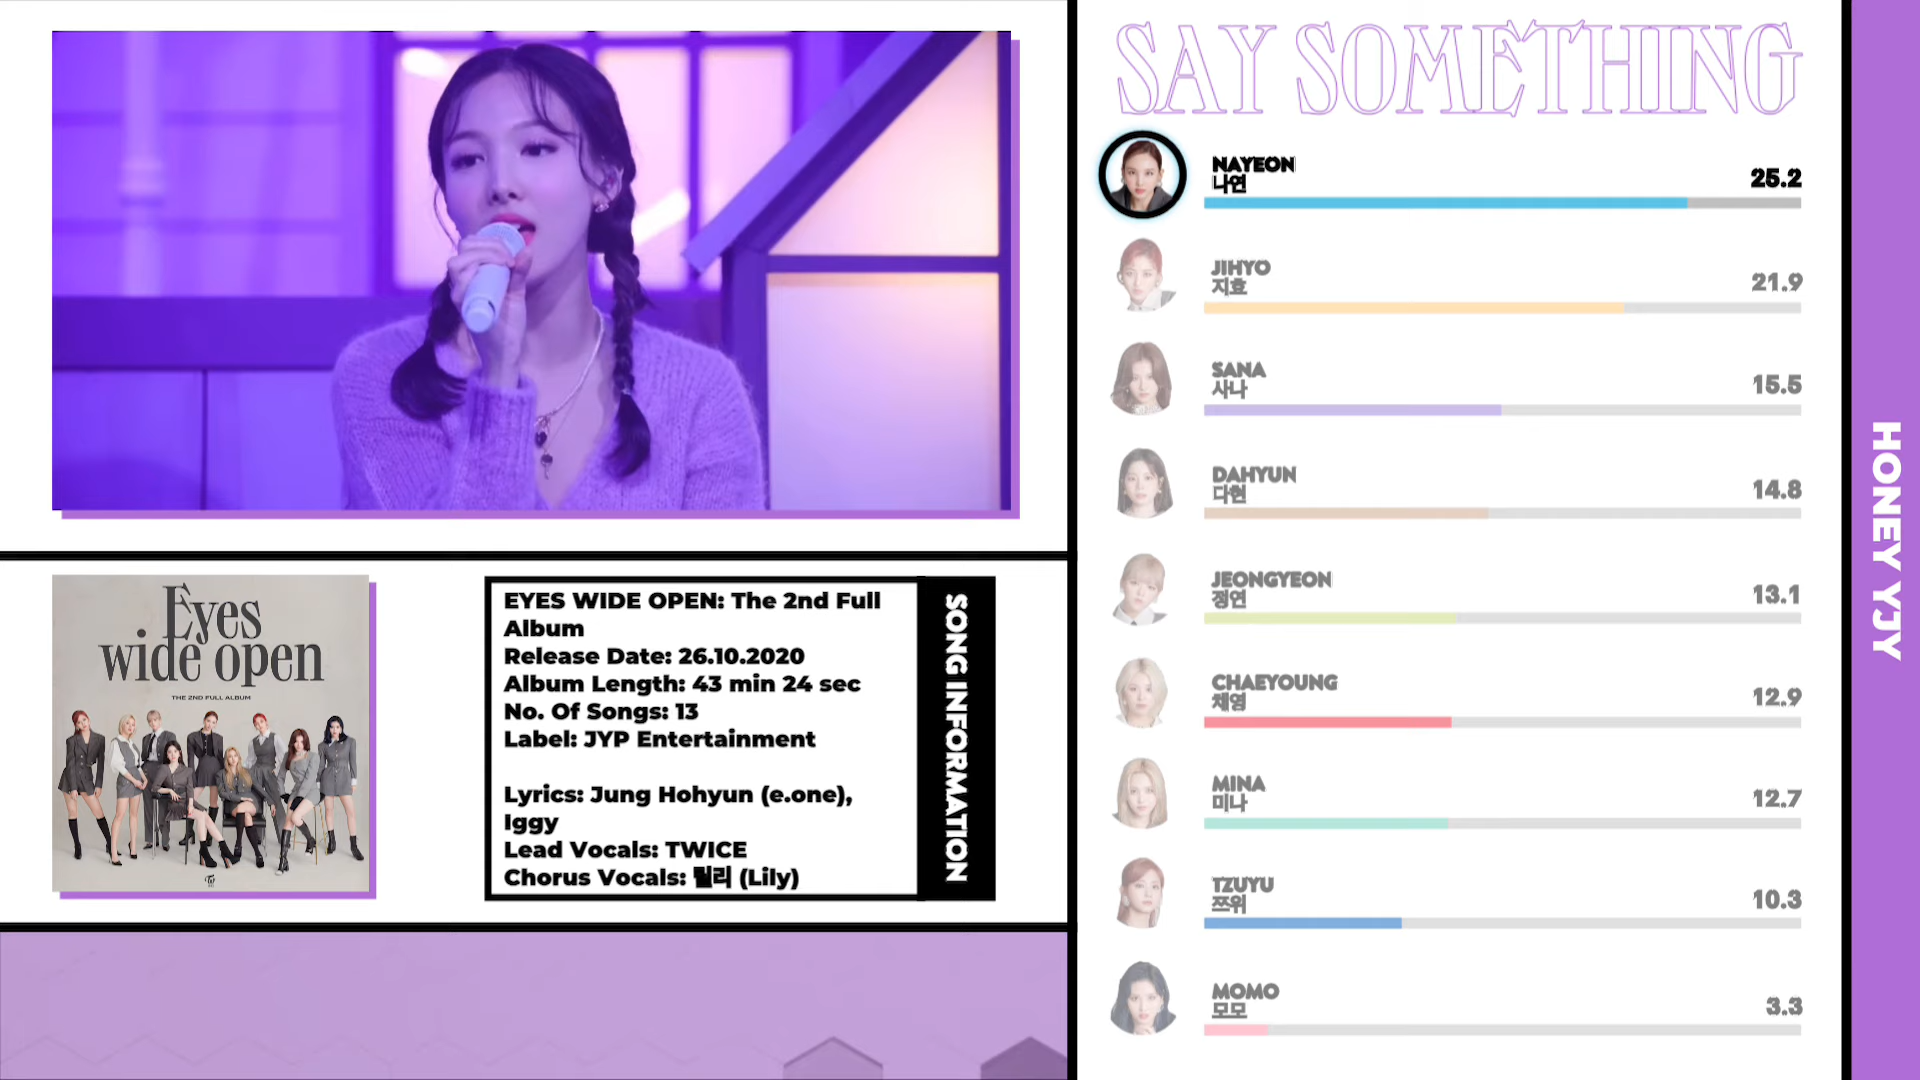 SAY SOMETHING
NAYEON
나연
25.2
JIHYO
지효
21.9
SANA
사나
15.5
DAHYUN
다현
14.8
JEONGYEON
정연
13.1
CHAEYOUNG
채영
12.9
MINA
미나
12.7
TZUYU
쯔위
10.3
MOMO
모모
3.3
HONEY YJY
Eyes
wide open
THE 2ND FULL ALBUM
EYES WIDE OPEN: The 2nd Full
Album
Release Date: 26.10.2020
Album Length: 43 min 24 sec
No. Of Songs: 13
Label: JYP Entertainment
Lyrics: Jung Hohyun (e.one),
Iggy
Lead Vocals: TWICE
Chorus Vocals: 릴리 (Lily)
SONG INFORMATION